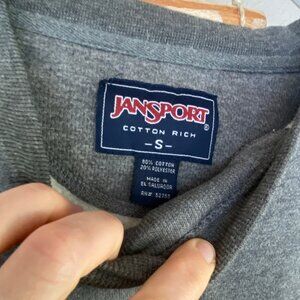 JANSPORT®
COTTON RICH
-S-
80% COTTON
20% POLYESTER
MADE IN
EL SALVADOR